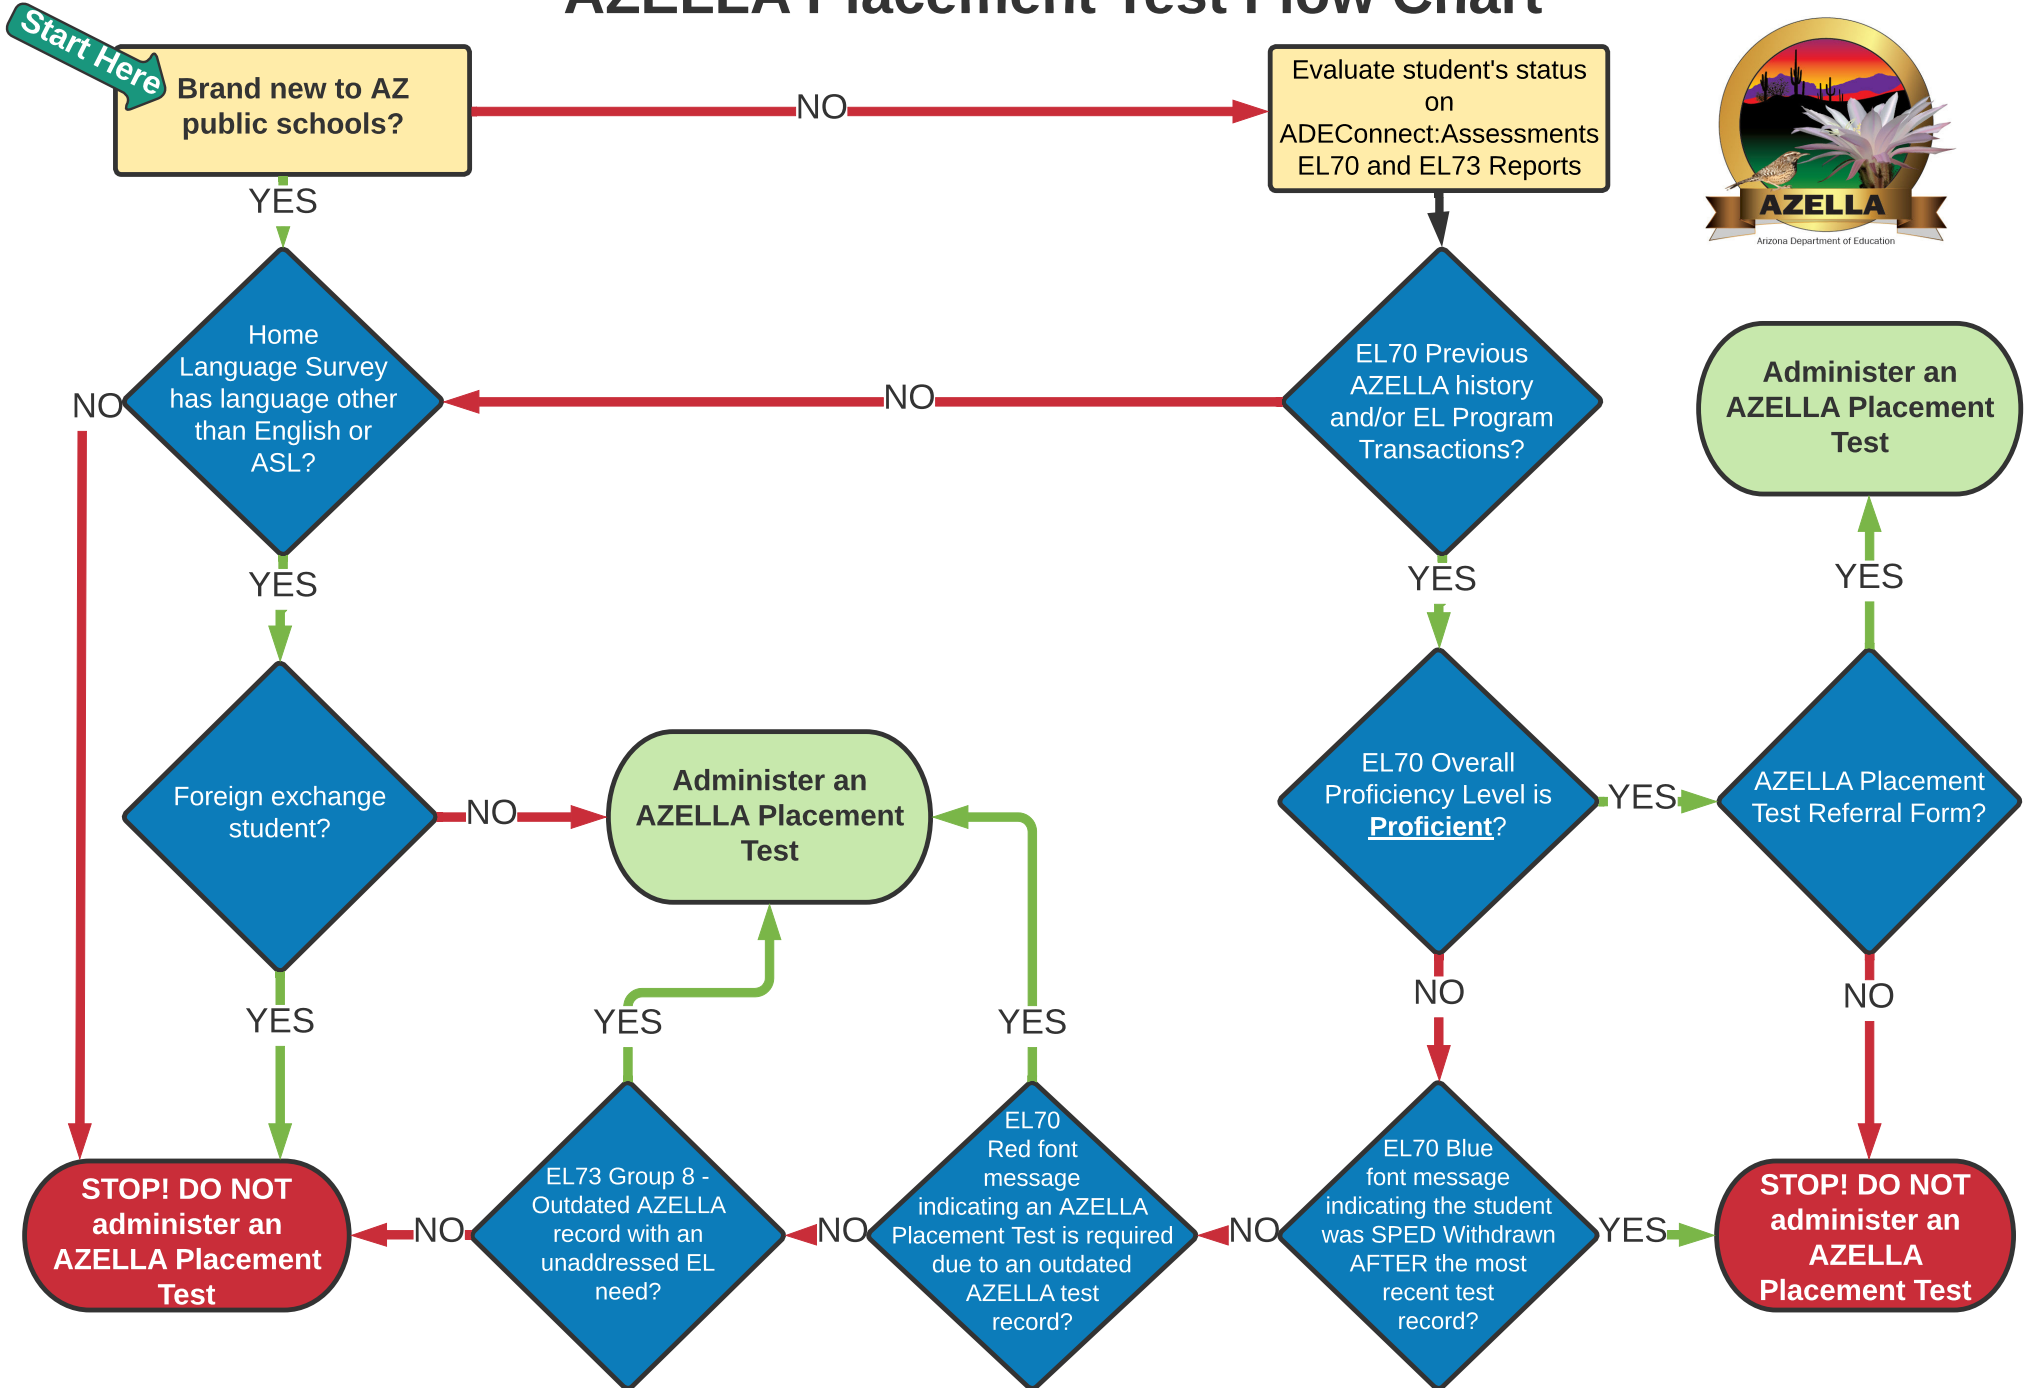 AZELLA Placement Test Flow Chart
Start Here
Brand new to AZ
public schools?
NO
Evaluate student's status
on
ADEConnect:Assessments
EL70 and EL73 Reports
AZELLA
Arizona Department of Education
YES
Home
Language Survey
has language other
than English or
ASL?
NO
NO
EL70 Previous
AZELLA history
and/or EL Program
Transactions?
Administer an
AZELLA Placement
Test
YES
YES
YES
Foreign exchange
student?
NO
Administer an
AZELLA Placement
Test
EL70 Overall
Proficiency Level is
Proficient?
YES
AZELLA Placement
Test Referral Form?
YES
YES
YES
NO
NO
STOP! DO NOT
administer an
AZELLA Placement
Test
NO
EL73 Group 8 -
Outdated AZELLA
record with an
unaddressed EL
need?
NO
EL70
Red font
message
indicating an AZELLA
Placement Test is required
due to an outdated
AZELLA test
record?
NO
EL70 Blue
font message
indicating the student
was SPED Withdrawn
AFTER the most
recent test
record?
YES
STOP! DO NOT
administer an
AZELLA
Placement Test